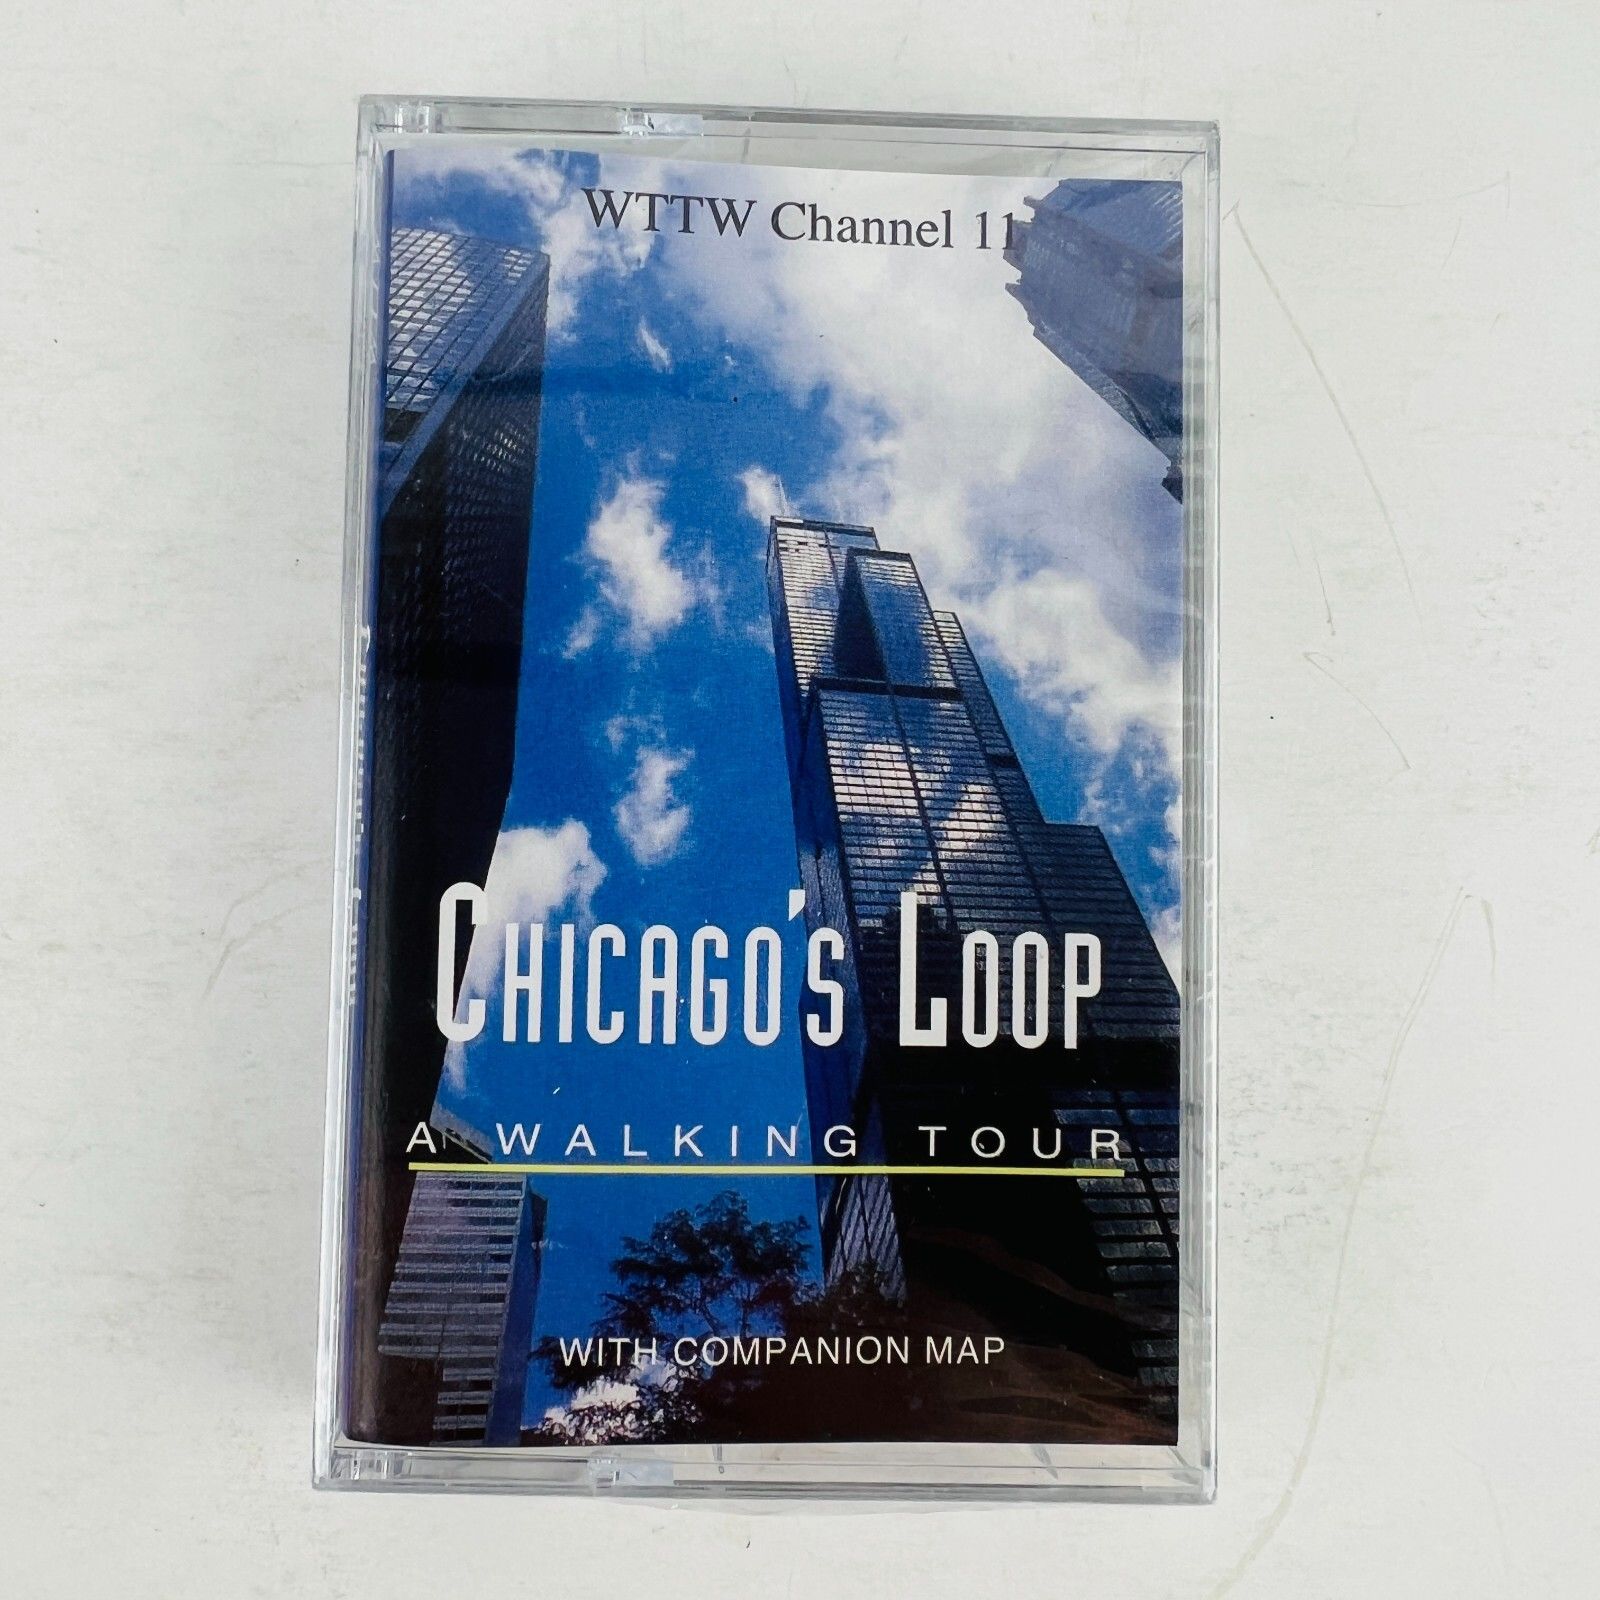 WTTW Channel 11
CHICAGO'S LOOP
A WALKING TOUR
WITH COMPANION MAP